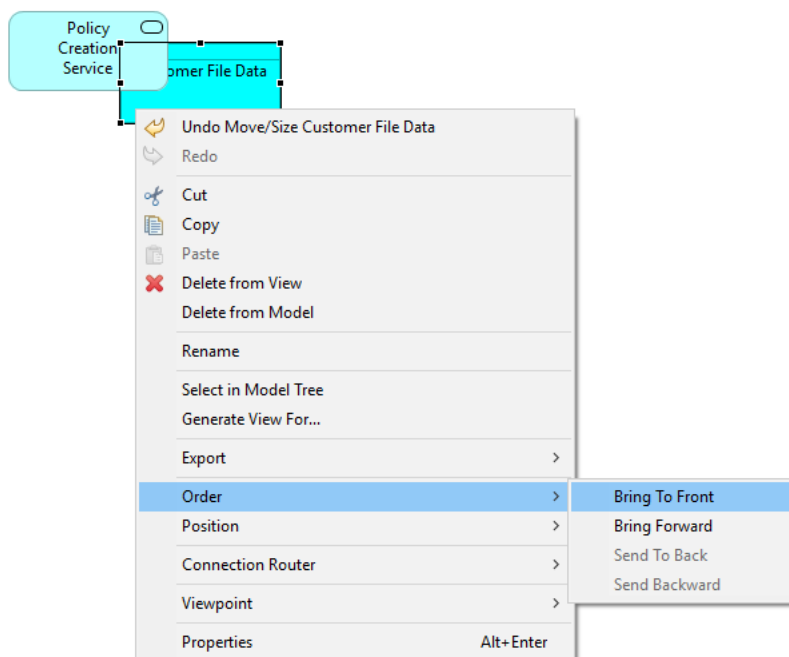 Policy
Creation
Service
omer File Data
Undo Move/Size Customer File Data
Redo
Cut
Copy
Paste
Delete from View
Delete from Model
Rename
Select in Model Tree
Generate View For...
Export
Order
Bring To Front
Position
Bring Forward
Connection Router
Send To Back
Send Backward
Viewpoint
Properties Alt+Enter